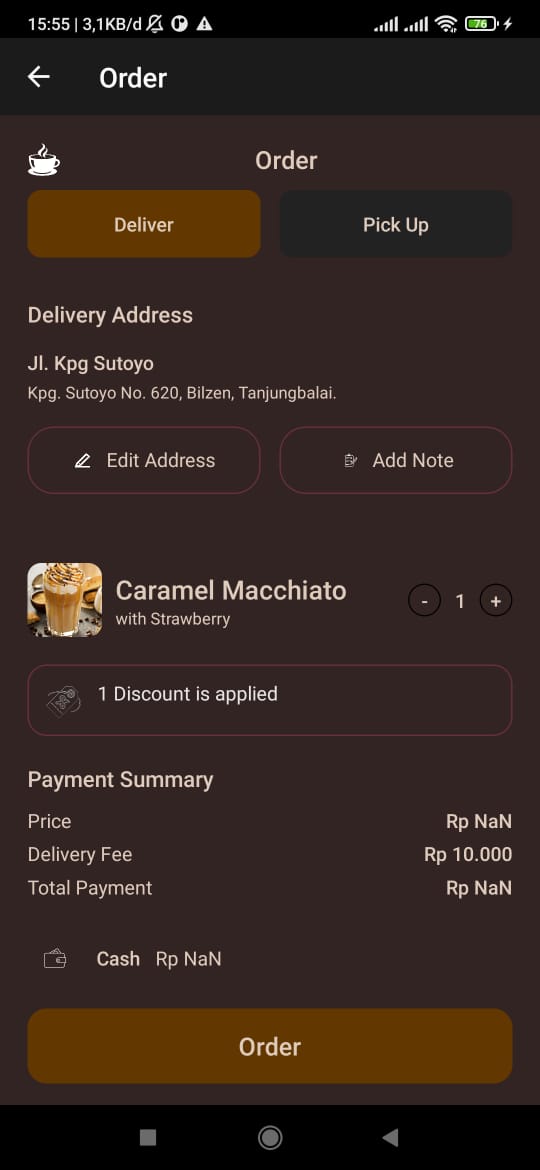 15:55 | 3,1KB/d
76
Order
Order
Deliver
Pick Up
Delivery Address
Jl. Kpg Sutoyo
Kpg. Sutoyo No. 620, Bilzen, Tanjungbalai.
Edit Address
Add Note
Caramel Macchiato
with Strawberry
- 1 +
1 Discount is applied
Payment Summary
Price Rp NaN
Delivery Fee Rp 10.000
Total Payment Rp NaN
Cash Rp NaN
Order